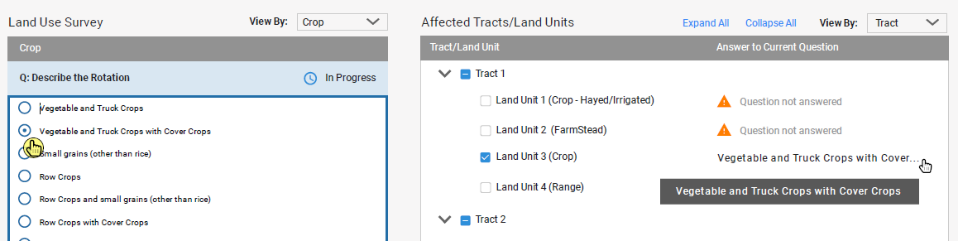 Land Use Survey
View By: Crop
Crop
Q: Describe the Rotation In Progress
Vegetable and Truck Crops
Vegetable and Truck Crops with Cover Crops
Small grains (other than rice)
Row Crops
Row Crops and small grains (other than rice)
Row Crops with Cover Crops
Affected Tracts/Land Units
Expand All Collapse All View By: Tract
Tract/Land Unit Answer to Current Question
Tract 1
Land Unit 1 (Crop - Hayed/Irrigated) Question not answered
Land Unit 2 (FarmStead) Question not answered
Land Unit 3 (Crop) Vegetable and Truck Crops with Cover...
Land Unit 4 (Range) Vegetable and Truck Crops with Cover Crops
Tract 2